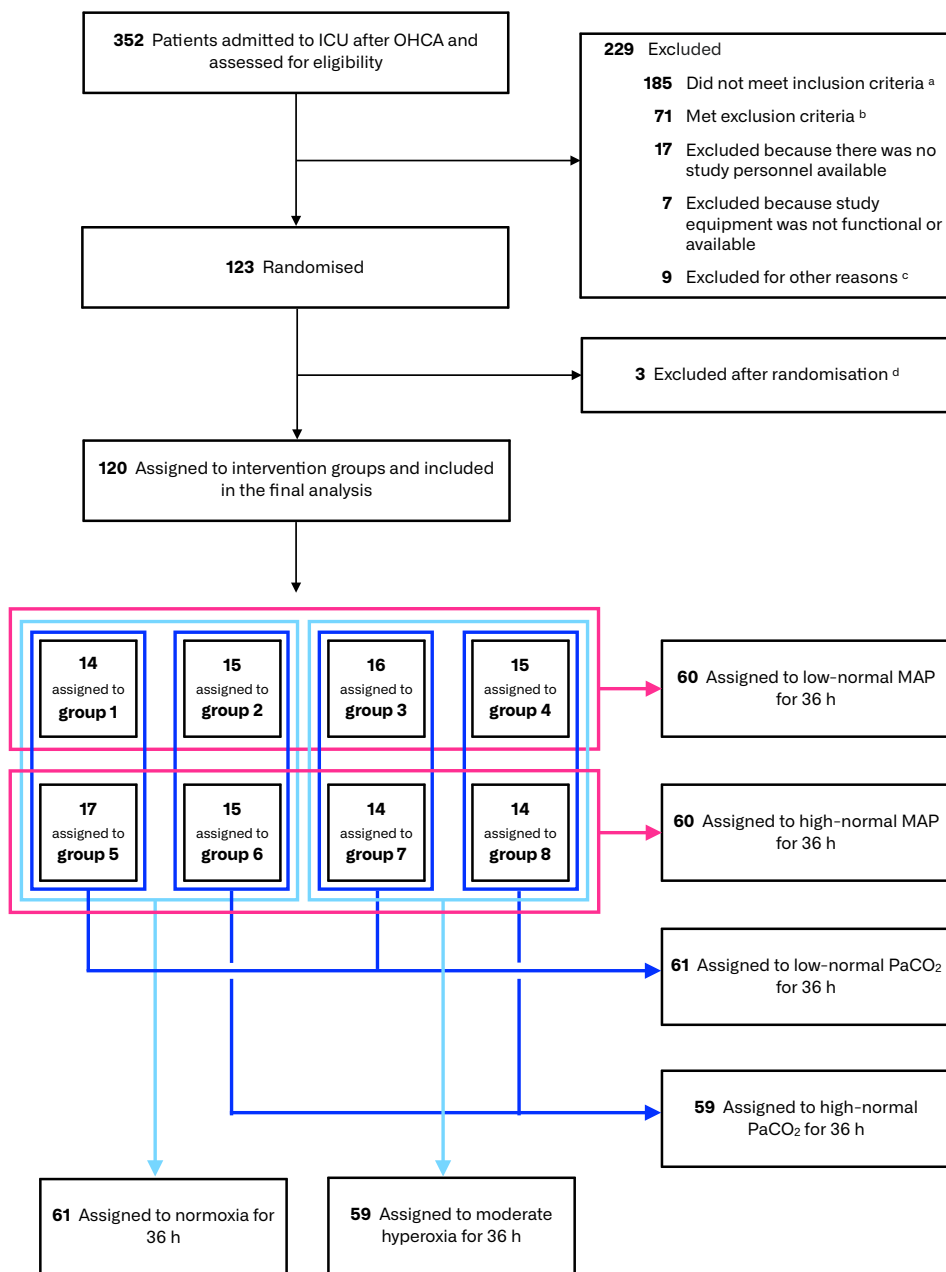 352 Patients admitted to ICU after OHCA and
assessed for eligibility
229 Excluded
185 Did not meet inclusion criteria ᵃ
71 Met exclusion criteria ᵇ
17 Excluded because there was no
study personnel available
7 Excluded because study
equipment was not functional or
available
9 Excluded for other reasons ᶜ
123 Randomised
3 Excluded after randomisation ᵈ
120 Assigned to intervention groups and included
in the final analysis
14
assigned to
group 1
15
assigned to
group 2
16
assigned to
group 3
15
assigned to
group 4
60 Assigned to low-normal MAP
for 36 h
17
assigned to
group 5
15
assigned to
group 6
14
assigned to
group 7
14
assigned to
group 8
60 Assigned to high-normal MAP
for 36 h
61 Assigned to low-normal PaCO₂
for 36 h
59 Assigned to high-normal
PaCO₂ for 36 h
61 Assigned to normoxia for
36 h
59 Assigned to moderate
hyperoxia for 36 h